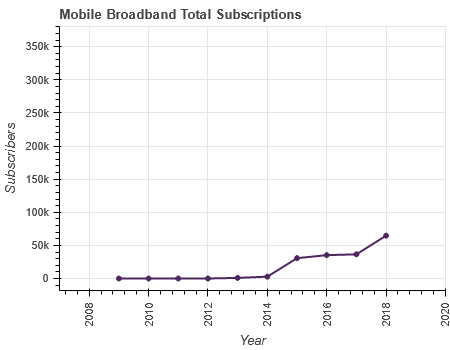 Mobile Broadband Total Subscriptions
350k
300k
250k
200k
150k
100k
50k
0
Subscribers
2008
2010
2012
2014
2016
2018
2020
Year